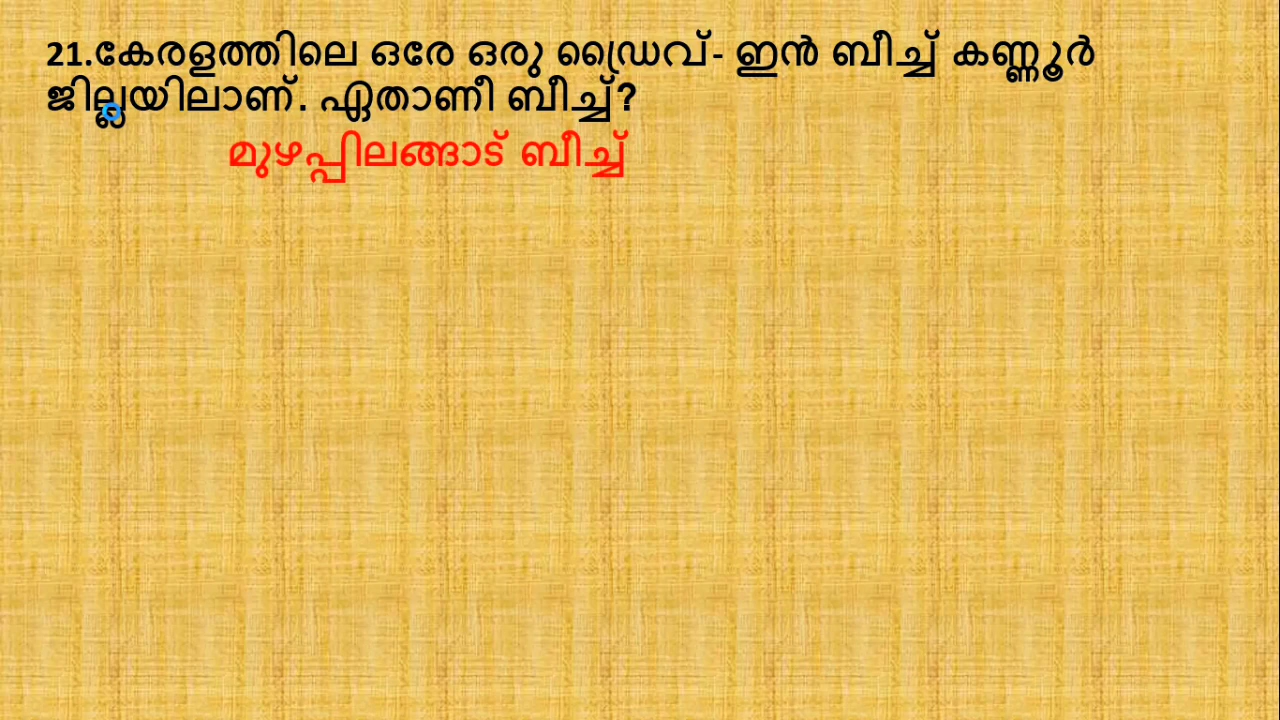 21.കേരളത്തിലെ ഒരേ ഒരു ഡ്രൈവ്- ഇൻ ബീച്ച് കണ്ണൂർ
ജില്ലയിലാണ്. ഏതാണീ ബീച്ച്?
മുഴപ്പിലങ്ങാട് ബീച്ച്